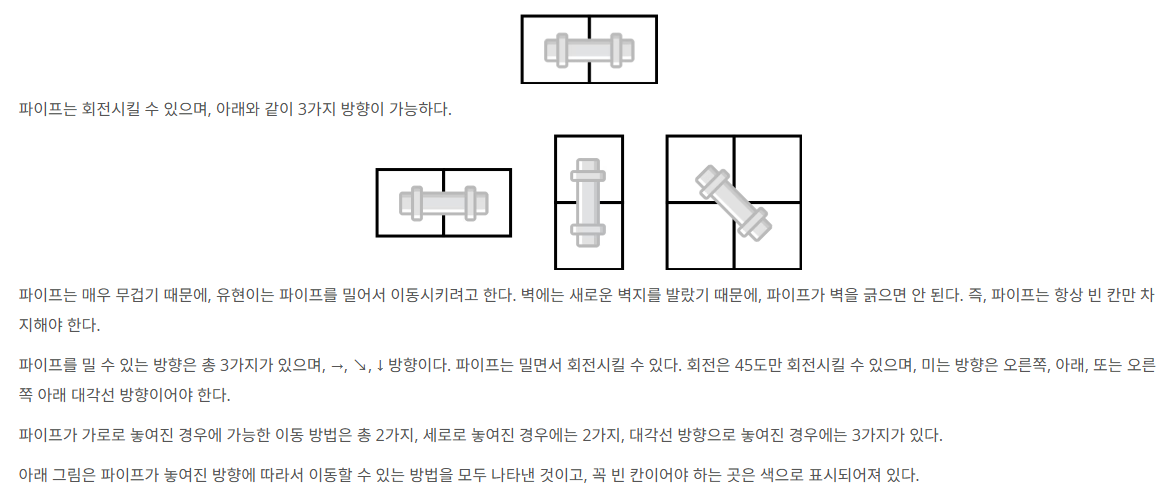 파이프는 회전시킬 수 있으며, 아래와 같이 3가지 방향이 가능하다.
파이프는 매우 무겁기 때문에, 유현이는 파이프를 밀어서 이동시키려고 한다. 벽에는 새로운 벽지를 발랐기 때문에, 파이프가 벽을 긁으면 안 된다. 즉, 파이프는 항상 빈 칸만 차
지해야 한다.
파이프를 밀 수 있는 방향은 총 3가지가 있으며, →, ↘, ↓ 방향이다. 파이프는 밀면서 회전시킬 수 있다. 회전은 45도만 회전시킬 수 있으며, 미는 방향은 오른쪽, 아래, 또는 오른
쪽 아래 대각선 방향이어야 한다.
파이프가 가로로 놓여진 경우에 가능한 이동 방법은 총 2가지, 세로로 놓여진 경우에는 2가지, 대각선 방향으로 놓여진 경우에는 3가지가 있다.
아래 그림은 파이프가 놓여진 방향에 따라서 이동할 수 있는 방법을 모두 나타낸 것이고, 꼭 빈 칸이어야 하는 곳은 색으로 표시되어져 있다.